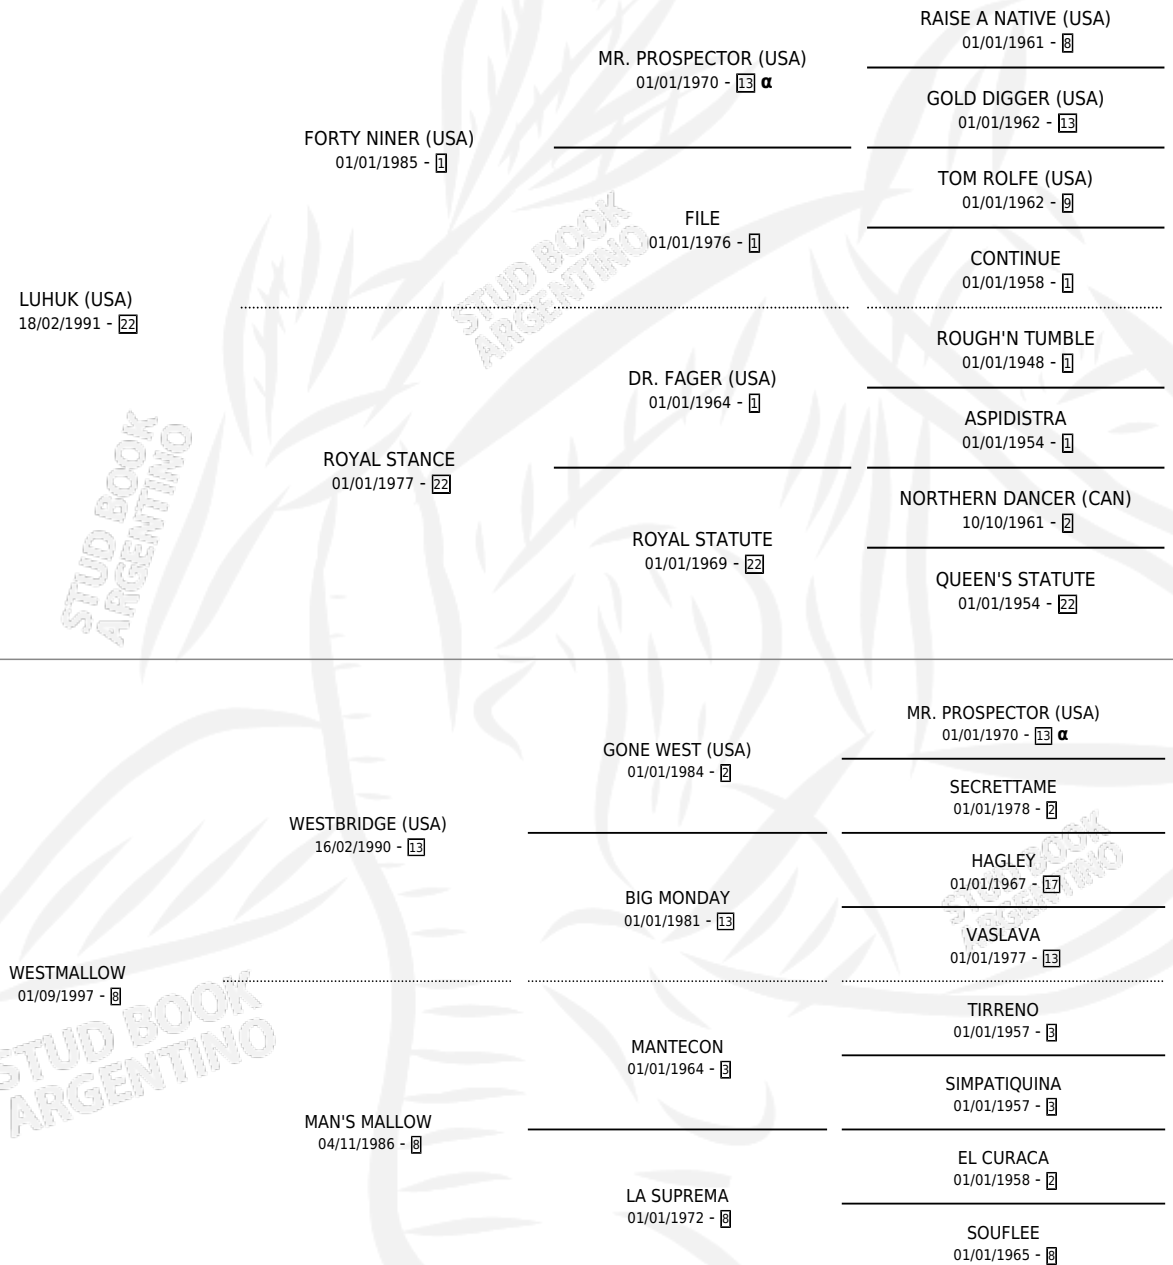 RAISE A NATIVE (USA)
01/01/1961 - 8
MR. PROSPECTOR (USA)
01/01/1970 - 13 α
GOLD DIGGER (USA)
01/01/1962 - 13
FORTY NINER (USA)
01/01/1985 - 1
TOM ROLFE (USA)
01/01/1962 - 9
FILE
01/01/1976 - 1
CONTINUE
01/01/1958 - 1
LUHUK (USA)
18/02/1991 - 22
ROUGH'N TUMBLE
01/01/1948 - 1
DR. FAGER (USA)
01/01/1964 - 1
ASPIDISTRA
01/01/1954 - 1
ROYAL STANCE
01/01/1977 - 22
NORTHERN DANCER (CAN)
10/10/1961 - 2
ROYAL STATUTE
01/01/1969 - 22
QUEEN'S STATUTE
01/01/1954 - 22
MR. PROSPECTOR (USA)
01/01/1970 - 13 α
GONE WEST (USA)
01/01/1984 - 2
SECRETTAME
01/01/1978 - 2
WESTBRIDGE (USA)
16/02/1990 - 13
HAGLEY
01/01/1967 - 17
BIG MONDAY
01/01/1981 - 13
VASLAVA
01/01/1977 - 13
WESTMALLOW
01/09/1997 - 8
TIRRENO
01/01/1957 - 3
MANTECON
01/01/1964 - 3
SIMPATIQUINA
01/01/1957 - 3
MAN'S MALLOW
04/11/1986 - 8
EL CURACA
01/01/1958 - 2
LA SUPREMA
01/01/1972 - 8
SOUFLEE
01/01/1965 - 8
STUD BOOK
ARGENTINO
STUD BOOK
ARGENTINO
STUD BOOK
ARGENTINO
STUD BOOK
ARGENTINO